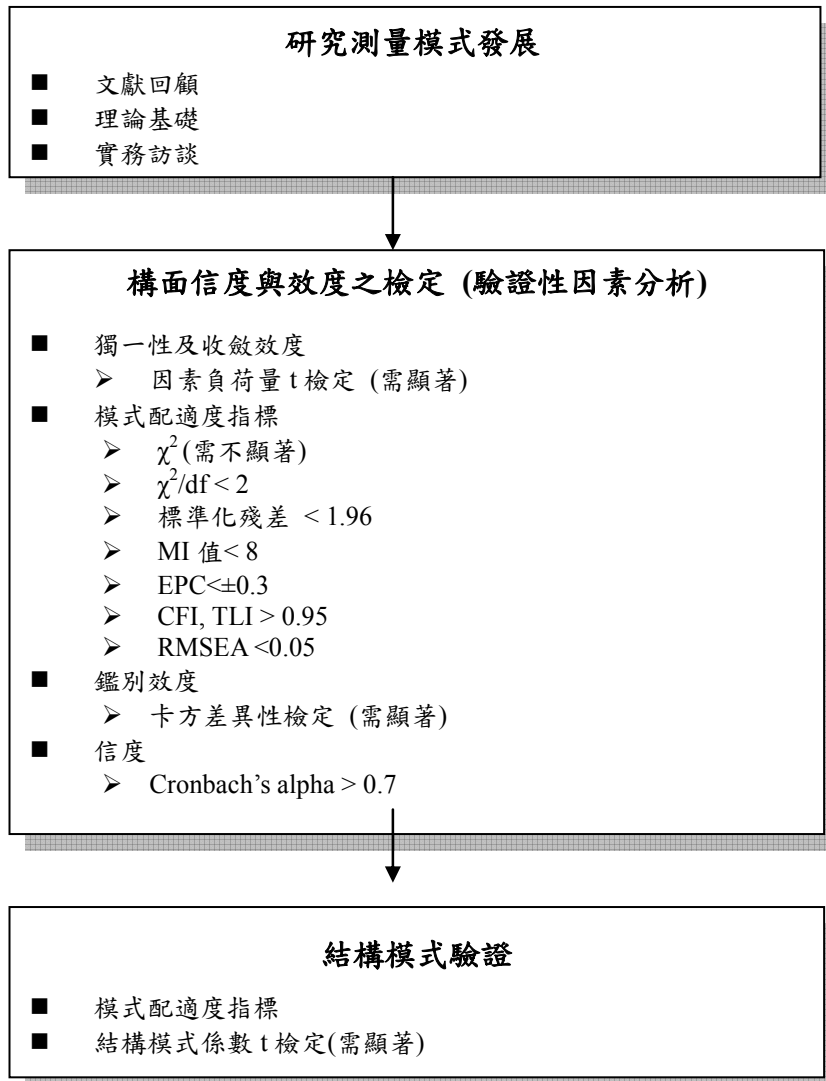 研究測量模式發展
■ 文獻回顧
■ 理論基礎
■ 實務訪談
構面信度與效度之檢定 (驗證性因素分析)
■ 獨一性及收斂效度
➢ 因素負荷量 t 檢定 (需顯著)
■ 模式配適度指標
➢ χ²(需不顯著)
➢ χ²/df < 2
➢ 標準化殘差 < 1.96
➢ MI 值< 8
➢ EPC<±0.3
➢ CFI, TLI > 0.95
➢ RMSEA <0.05
■ 鑑別效度
➢ 卡方差異性檢定 (需顯著)
■ 信度
➢ Cronbach’s alpha > 0.7
結構模式驗證
■ 模式配適度指標
■ 結構模式係數 t 檢定(需顯著)